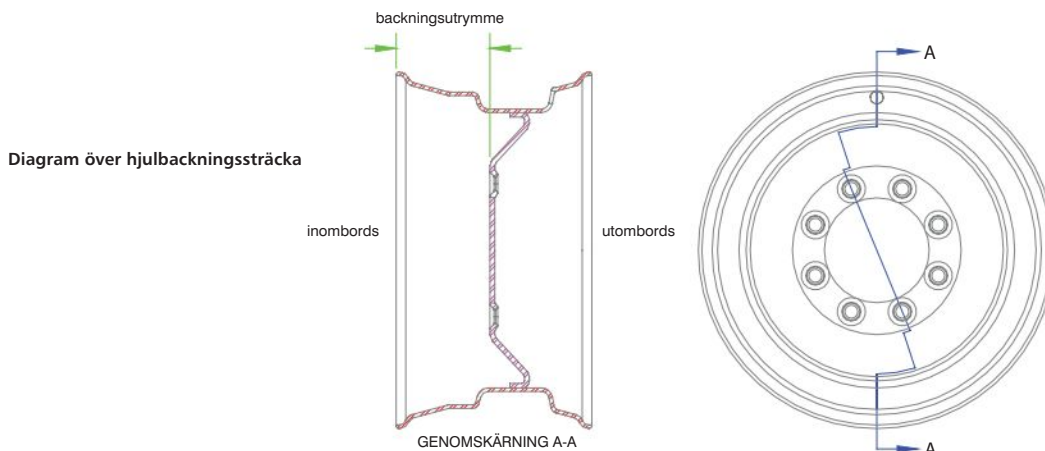 backningsutrymme
A
Diagram över hjulbackningssträcka
inombords
utombords
GENOMSKÄRNING A-A
A